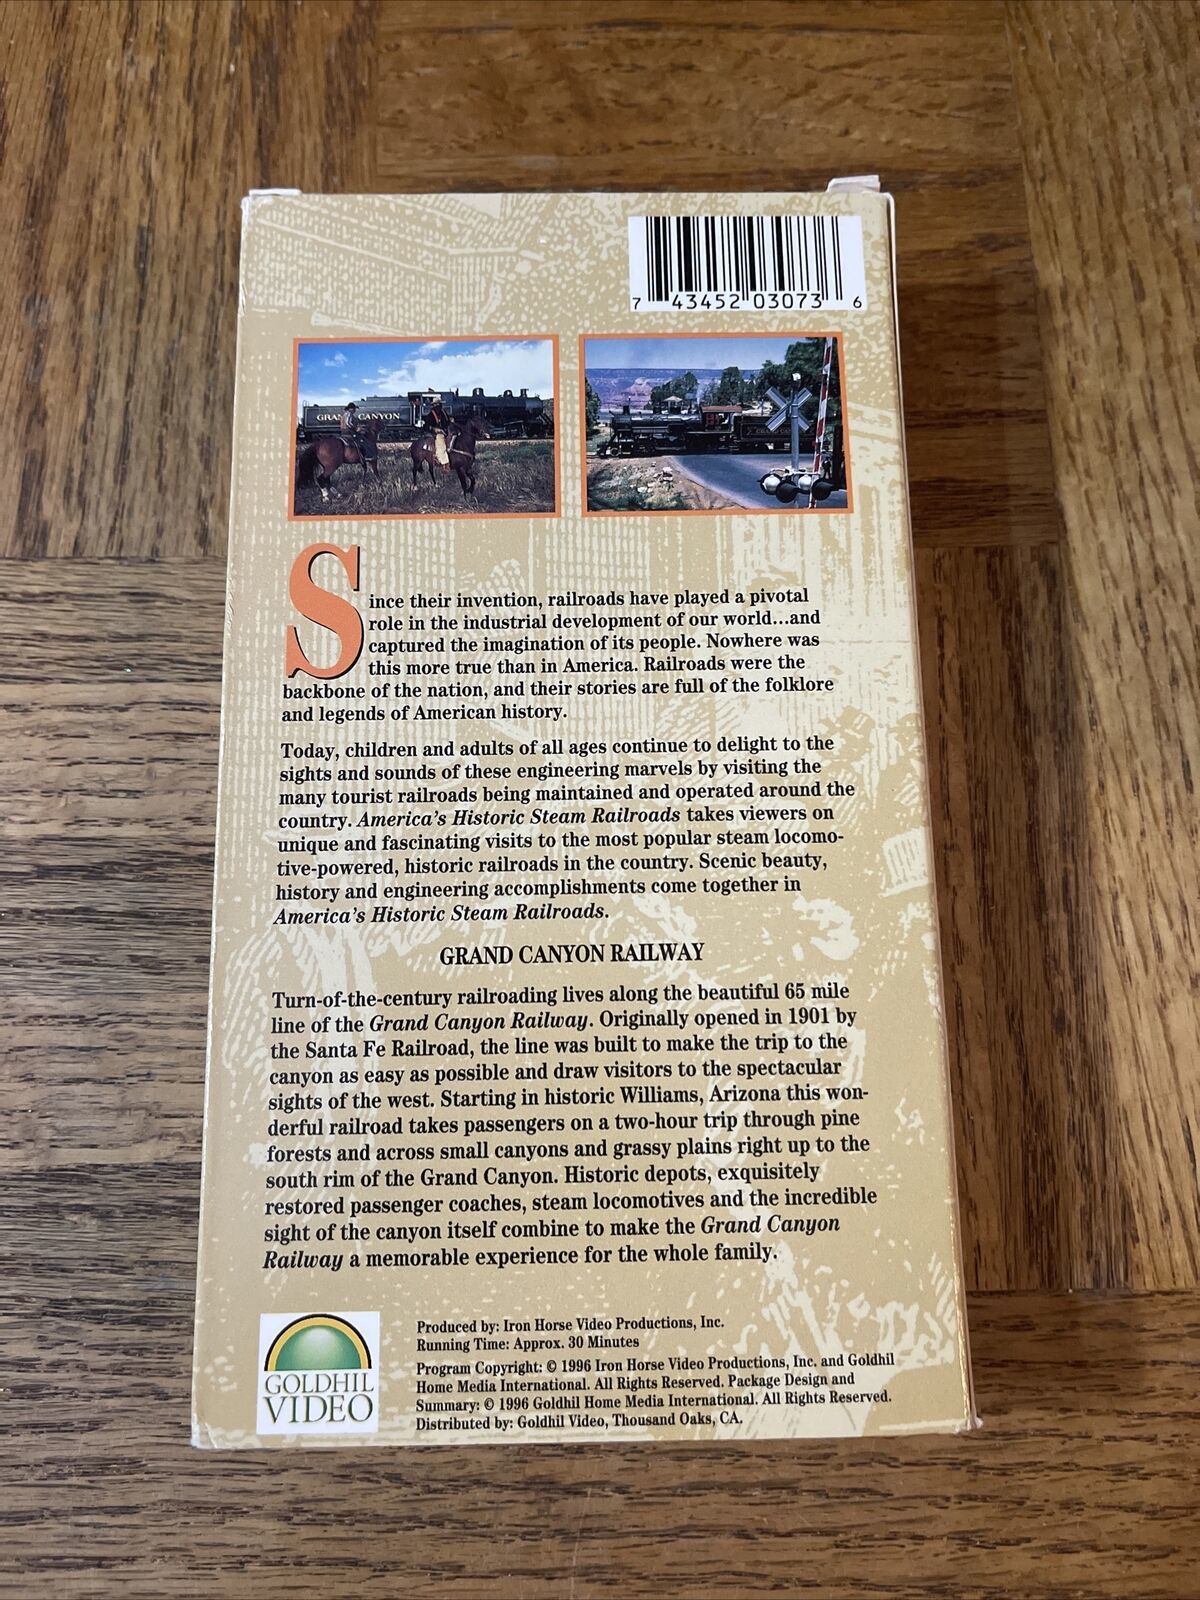 7 43452 03073 6
GRAND CANYON
Since their invention, railroads have played a pivotal
role in the industrial development of our world...and
captured the imagination of its people. Nowhere was
this more true than in America. Railroads were the
backbone of the nation, and their stories are full of the folklore
and legends of American history.
Today, children and adults of all ages continue to delight to the
sights and sounds of these engineering marvels by visiting the
many tourist railroads being maintained and operated around the
country. America's Historic Steam Railroads takes viewers on
unique and fascinating visits to the most popular steam locomo-
tive-powered, historic railroads in the country. Scenic beauty,
history and engineering accomplishments come together in
America's Historic Steam Railroads.
GRAND CANYON RAILWAY
Turn-of-the-century railroading lives along the beautiful 65 mile
line of the Grand Canyon Railway. Originally opened in 1901 by
the Santa Fe Railroad, the line was built to make the trip to the
canyon as easy as possible and draw visitors to the spectacular
sights of the west. Starting in historic Williams, Arizona this won-
derful railroad takes passengers on a two-hour trip through pine
forests and across small canyons and grassy plains right up to the
south rim of the Grand Canyon. Historic depots, exquisitely
restored passenger coaches, steam locomotives and the incredible
sight of the canyon itself combine to make the Grand Canyon
Railway a memorable experience for the whole family.
GOLDHIL
VIDEO
Produced by: Iron Horse Video Productions, Inc.
Running Time: Approx. 30 Minutes
Program Copyright: © 1996 Iron Horse Video Productions, Inc. and Goldhil
Home Media International. All Rights Reserved. Package Design and
Summary: © 1996 Goldhil Home Media International. All Rights Reserved.
Distributed by: Goldhil Video, Thousand Oaks, CA.